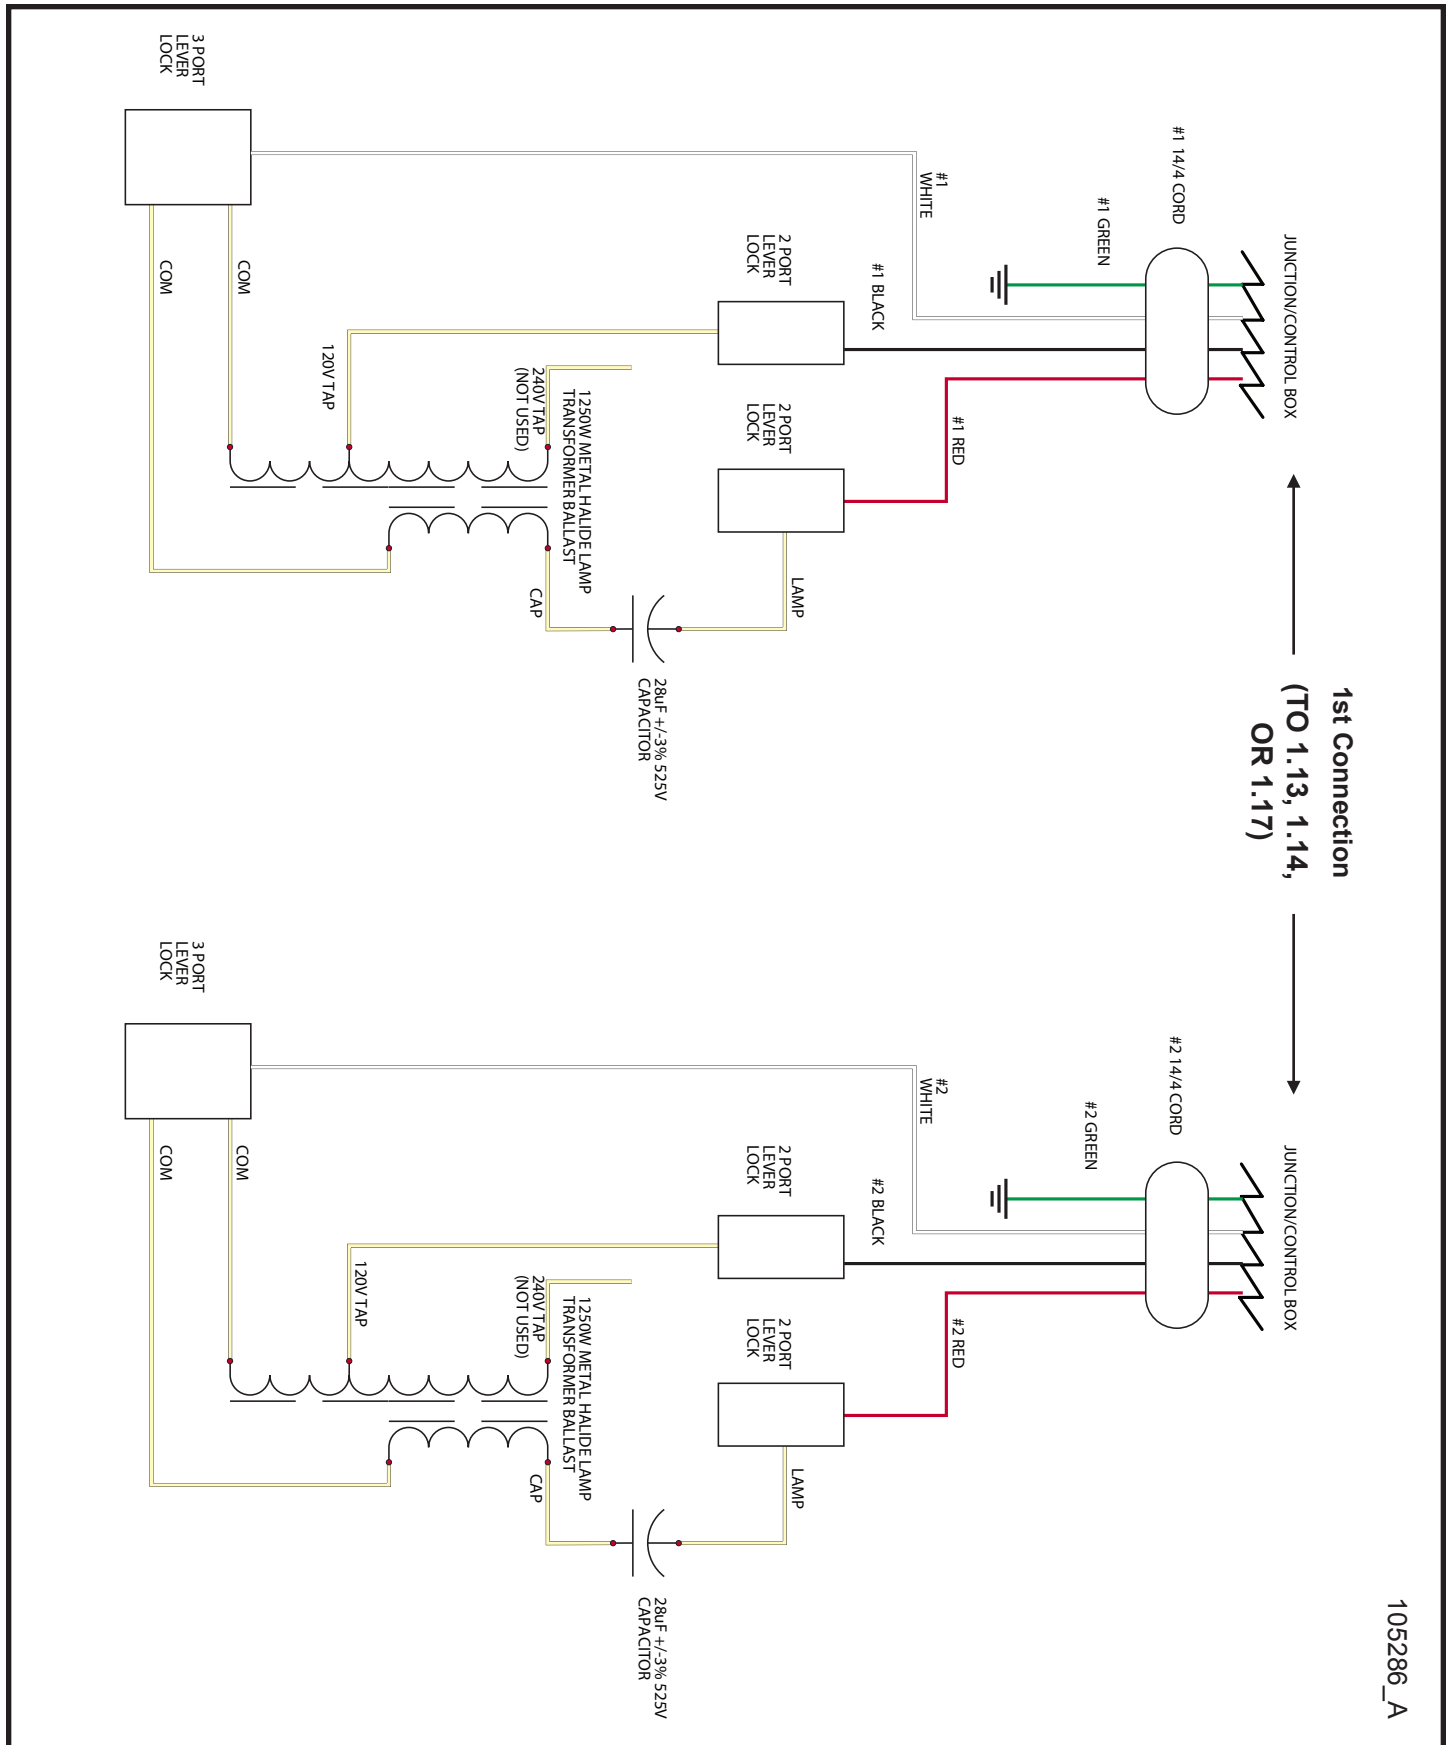 105286_A
1st Connection
(TO 1.13, 1.14,
OR 1.17)
JUNCTION/CONTROL BOX
#1 14/4 CORD
#1 GREEN
#1
WHITE
#1 BLACK
#1 RED
2 PORT
LEVER
LOCK
2 PORT
LEVER
LOCK
LAMP
28uF +/-3% 525V
CAPACITOR
1250W METAL HALIDE LAMP
TRANSFORMER BALLAST
240V TAP
(NOT USED)
CAP
120V TAP
COM
COM
3 PORT
LEVER
LOCK
JUNCTION/CONTROL BOX
#2 14/4 CORD
#2 GREEN
#2
WHITE
#2 BLACK
#2 RED
2 PORT
LEVER
LOCK
2 PORT
LEVER
LOCK
LAMP
28uF +/-3% 525V
CAPACITOR
1250W METAL HALIDE LAMP
TRANSFORMER BALLAST
240V TAP
(NOT USED)
CAP
120V TAP
COM
COM
3 PORT
LEVER
LOCK